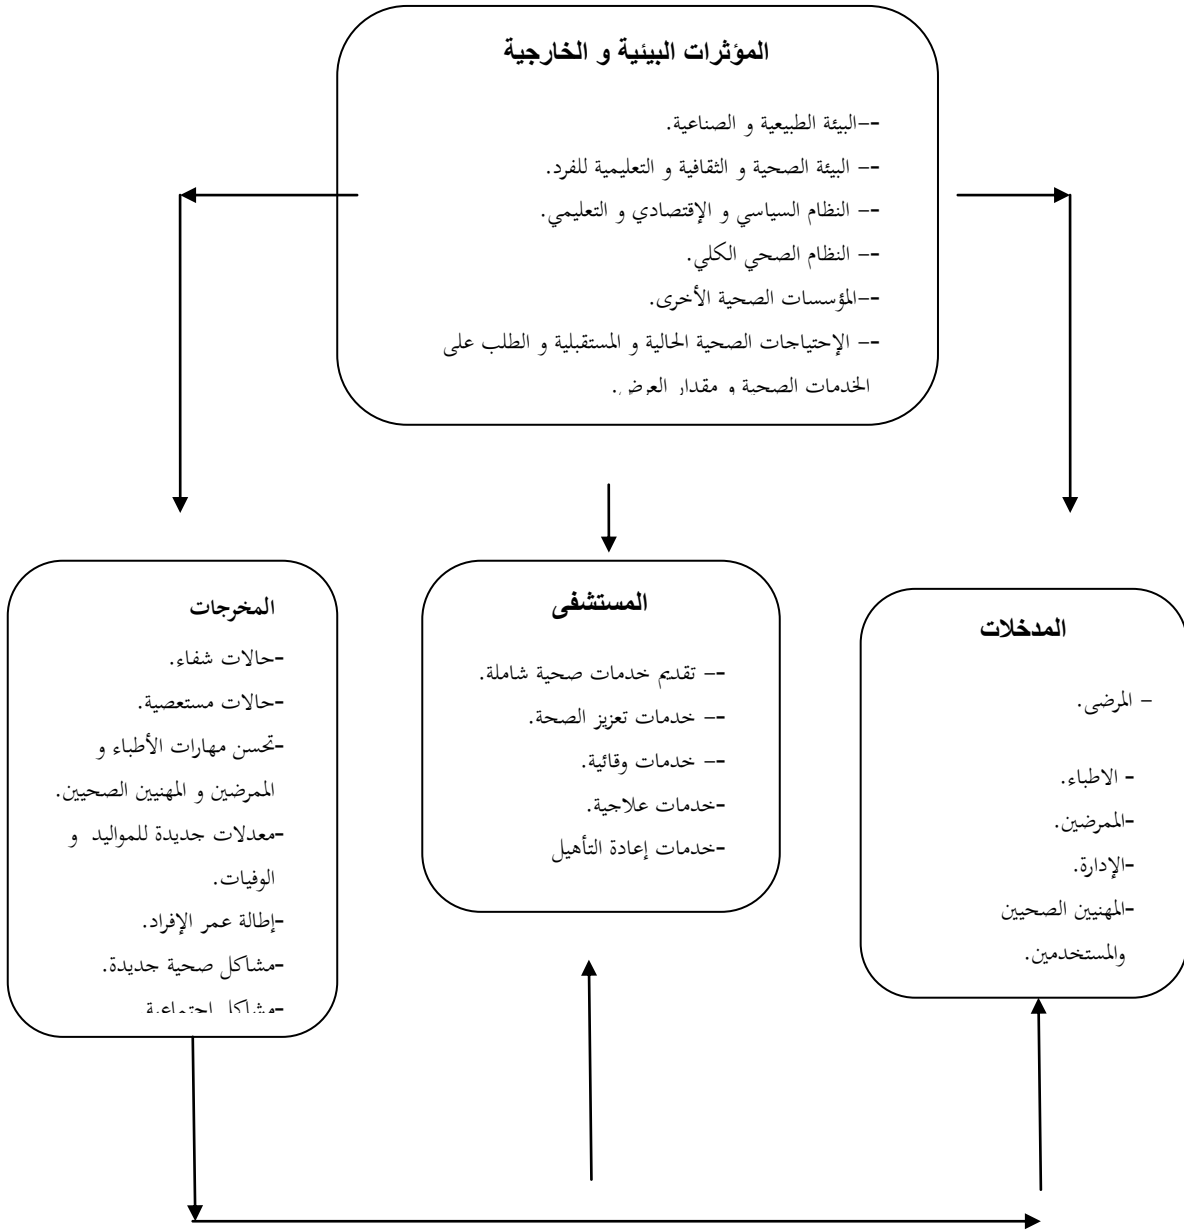 المؤثرات البيئية و الخارجية
--البيئة الطبيعية و الصناعية.
-- البيئة الصحية و الثقافية و التعليمية للفرد.
-- النظام السياسي و الإقتصادي و التعليمي.
-- النظام الصحي الكلي.
--المؤسسات الصحية الأخرى.
-- الإحتياجات الصحية الحالية و المستقبلية و الطلب على
الخدمات الصحية و مقدار العرض.
المدخلات
- المرضى.
- الاطباء.
-الممرضين.
-الإدارة.
-المهنيين الصحيين
والمستخدمين.
المستشفى
-- تقديم خدمات صحية شاملة.
-- خدمات تعزيز الصحة.
-- خدمات وقائية.
-خدمات علاجية.
-خدمات إعادة التأهيل
المخرجات
-حالات شفاء.
-حالات مستعصية.
-تحسن مهارات الأطباء و
الممرضين و المهنيين الصحيين.
-معدلات جديدة للمواليد و
الوفيات.
-إطالة عمر الإفراد.
-مشاكل صحية جديدة.
-مشاكل اجتماعية